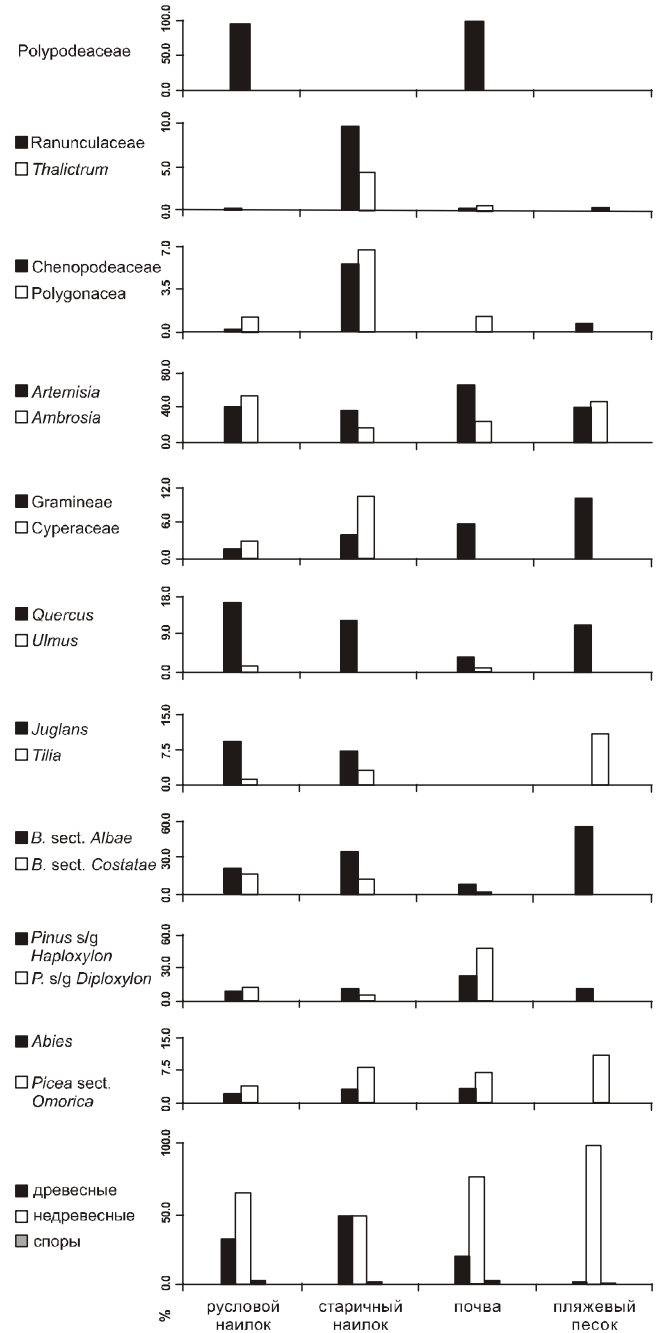 Polypodeaceae
100.0
50.0
0.0
Ranunculaceae
Thalictrum
10.0
5.0
0.0
Chenopodeaceae
Polygonacea
7.0
3.5
0.0
Artemisia
Ambrosia
80.0
40.0
0.0
Gramineae
Cyperaceae
12.0
6.0
0.0
Quercus
Ulmus
18.0
9.0
0.0
Juglans
Tilia
15.0
7.5
0.0
B. sect. Albae
B. sect. Costatae
60.0
30.0
0.0
Pinus s/g
Haploxylon
P. s/g Diploxylon
60.0
30.0
0.0
Abies
Picea sect.
Omorica
15.0
7.5
0.0
древесные
недревесные
споры
100.0
50.0
0.0
%
русловой
наилок
старичный
наилок
почва
пляжевый
песок